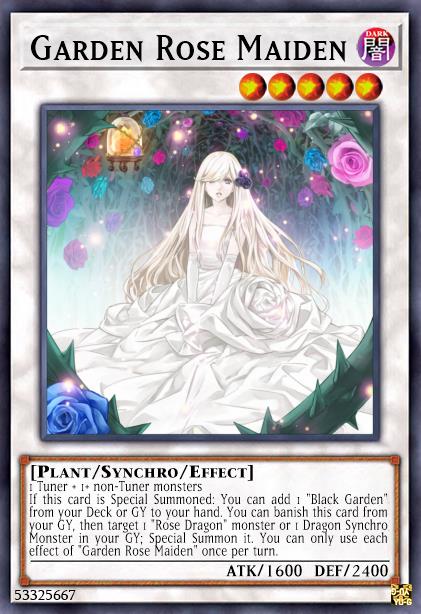 GARDEN ROSE MAIDEN
DARK
闇
[PLANT/SYNCHRO/EFFECT]
1 Tuner + 1+ non-Tuner monsters
If this card is Special Summoned: You can add 1 "Black Garden"
from your Deck or GY to your hand. You can banish this card from
your GY, then target 1 "Rose Dragon" monster or 1 Dragon Synchro
Monster in your GY; Special Summon it. You can only use each
effect of "Garden Rose Maiden" once per turn.
ATK/1600 DEF/2400
53325667